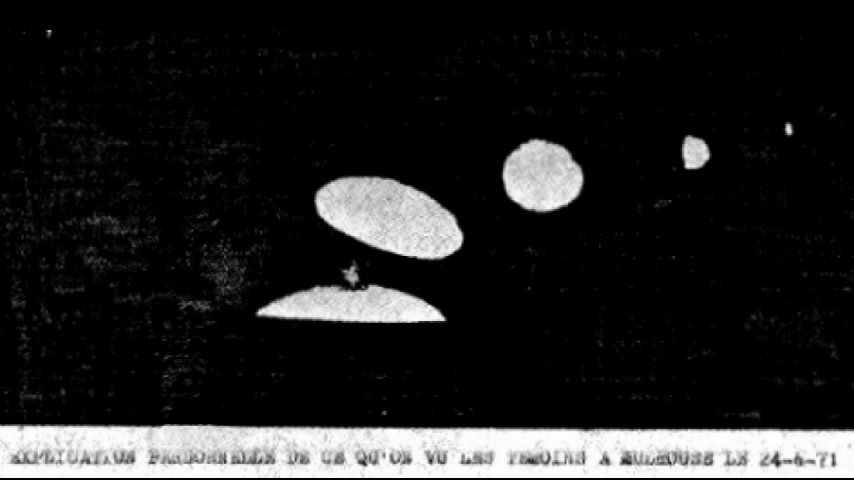 EXPLICATION PERSONNELLE DE CE QU'ON VU LES TEMOINS A MULHOUSE LE 24-6-71